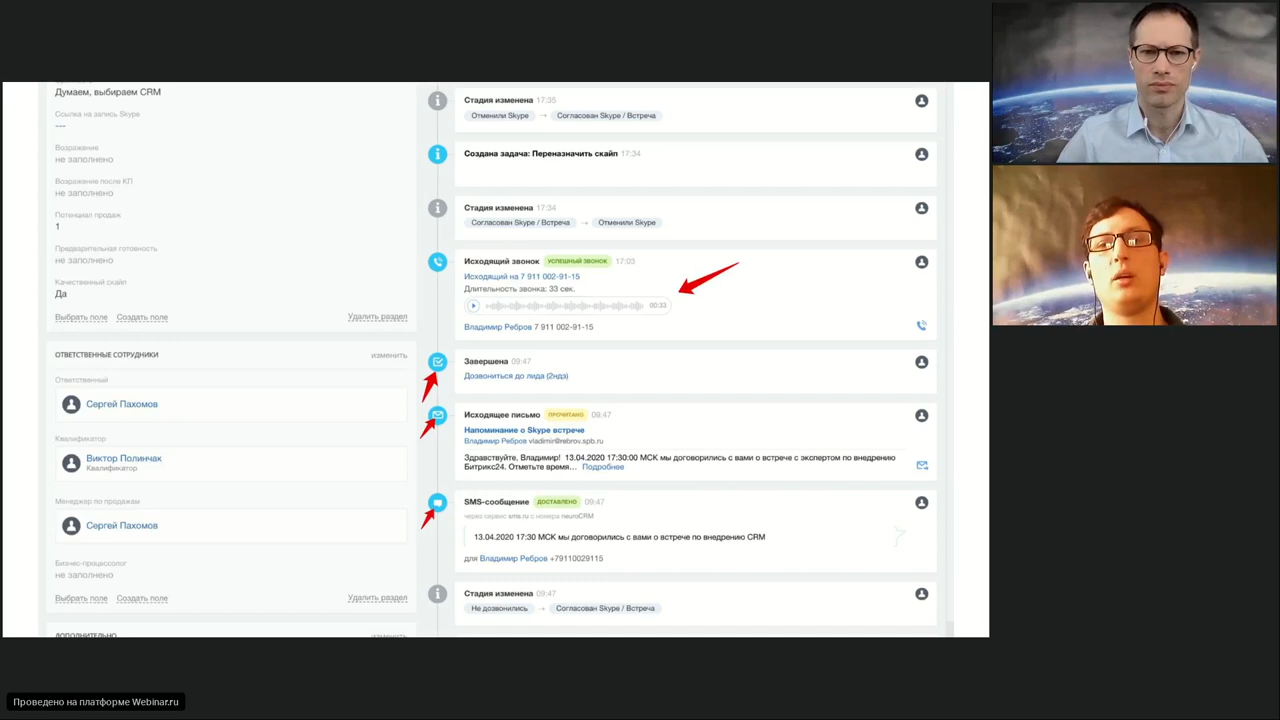 Думаем, выбираем CRM
Ссылка на запись Skype
---
Возражение
не заполнено
Возражение после КП
не заполнено
Потенциал продаж
1
Предварительная готовность
не заполнено
Качественный скайп
Да
Выбрать поле Создать поле Удалить раздел
ОТВЕТСТВЕННЫЕ СОТРУДНИКИ изменить
Ответственный
Сергей Пахомов
Квалификатор
Виктор Полинчак
Квалификатор
Менеджер по продажам
Сергей Пахомов
Бизнес-процессолог
не заполнено
Выбрать поле Создать поле Удалить раздел
ДОПОЛНИТЕЛЬНО изменить
Стадия изменена 17:35
Отменили Skype → Согласован Skype / Встреча
Создана задача: Переназначить скайп 17:34
Стадия изменена 17:34
Согласован Skype / Встреча → Отменили Skype
Исходящий звонок УСПЕШНЫЙ ЗВОНОК 17:03
Исходящий на 7 911 002-91-15
Длительность звонка: 33 сек.
00:33
Владимир Ребров 7 911 002-91-15
Завершена 09:47
Дозвониться до лида (2ндз)
Исходящее письмо ПРОЧИТАНО 09:47
Напоминание о Skype встрече
Владимир Ребров vladimir@rebrov.spb.ru
Здравствуйте, Владимир! 13.04.2020 17:30:00 МСК мы договорились с вами о встрече с экспертом по внедрению
Битрикс24. Отметьте время... Подробнее
SMS-сообщение ДОСТАВЛЕНО 09:47
через сервис sms.ru с номера neuroCRM
13.04.2020 17:30 МСК мы договорились с вами о встрече по внедрению CRM
для Владимир Ребров +79110029115
Стадия изменена 09:47
Не дозвонились → Согласован Skype / Встреча
Проведено на платформе Webinar.ru